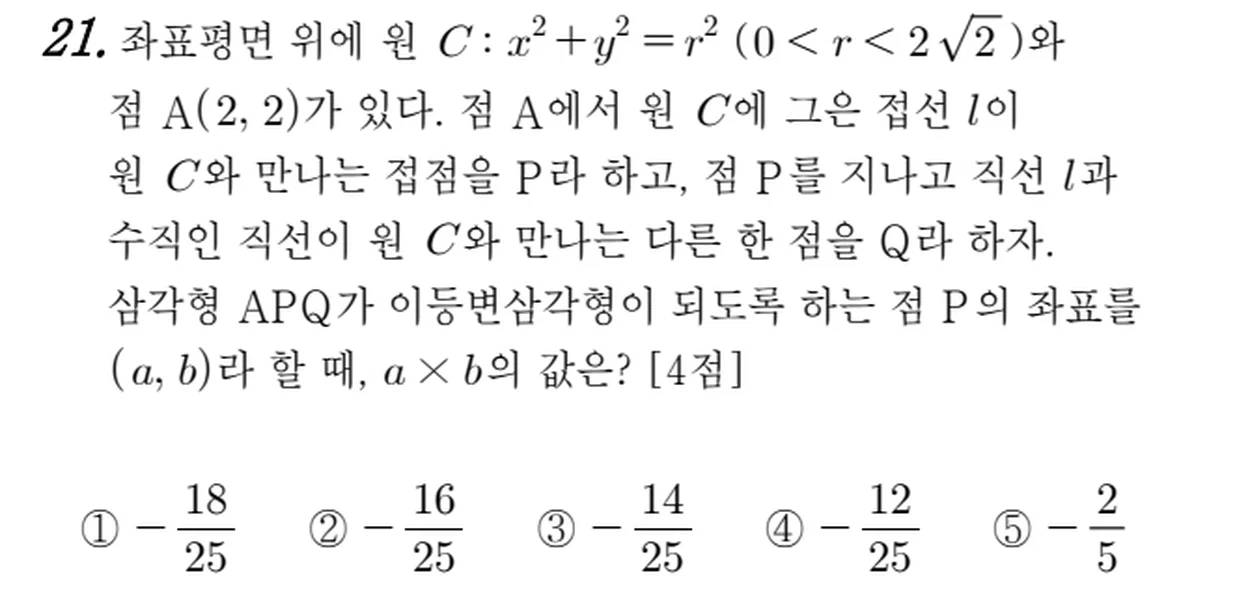 21. 좌표평면 위에 원 C : x² + y² = r² (0 < r < 2√2)와
점 A(2, 2)가 있다. 점 A에서 원 C에 그은 접선 l이
원 C와 만나는 접점을 P라 하고, 점 P를 지나고 직선 l과
수직인 직선이 원 C와 만나는 다른 한 점을 Q라 하자.
삼각형 APQ가 이등변삼각형이 되도록 하는 점 P의 좌표를
(a, b)라 할 때, a × b의 값은? [4점]
① −18/25 ② −16/25 ③ −14/25 ④ −12/25 ⑤ −2/5